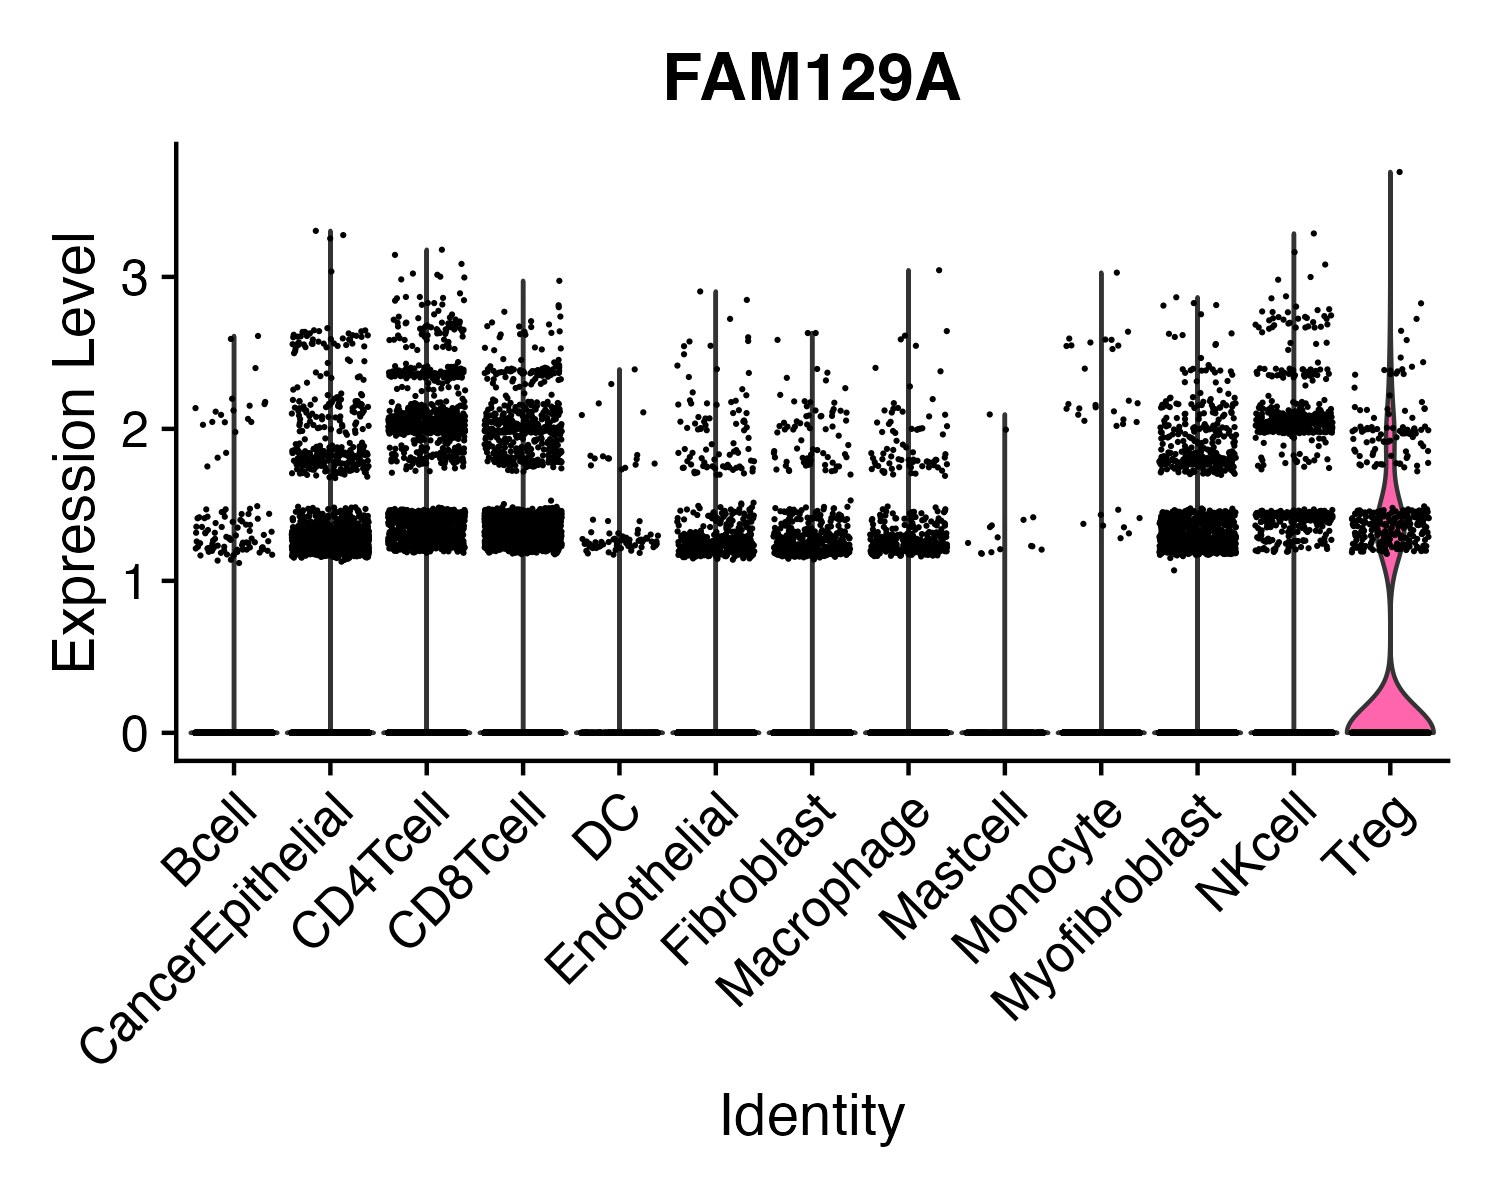 FAM129A
Expression Level
3
2
1
0
Bcell
CancerEpithelial
CD4Tcell
CD8Tcell
DC
Endothelial
Fibroblast
Macrophage
Mastcell
Monocyte
Myofibroblast
NKcell
Treg
Identity